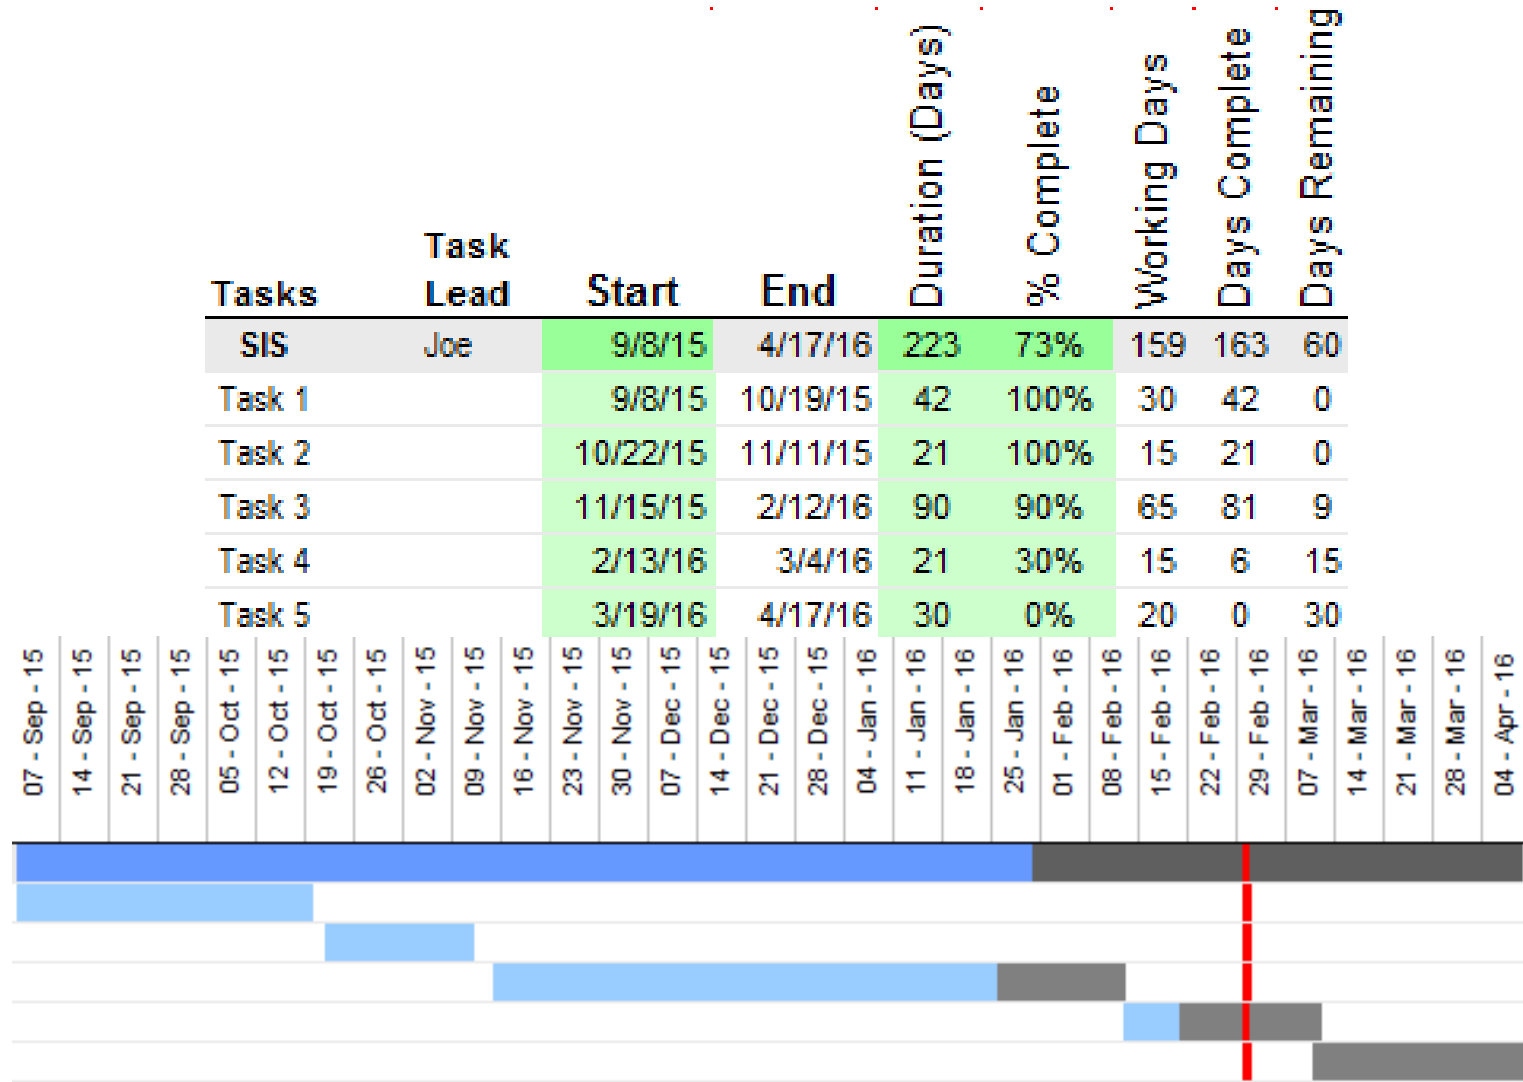 Tasks Task Lead Start End Duration (Days) % Complete Working Days Days Complete Days Remaining
SIS Joe 9/8/15 4/17/16 223 73% 159 163 60
Task 1 9/8/15 10/19/15 42 100% 30 42 0
Task 2 10/22/15 11/11/15 21 100% 15 21 0
Task 3 11/15/15 2/12/16 90 90% 65 81 9
Task 4 2/13/16 3/4/16 21 30% 15 6 15
Task 5 3/19/16 4/17/16 30 0% 20 0 30
07 - Sep - 15
14 - Sep - 15
21 - Sep - 15
28 - Sep - 15
05 - Oct - 15
12 - Oct - 15
19 - Oct - 15
26 - Oct - 15
02 - Nov - 15
09 - Nov - 15
16 - Nov - 15
23 - Nov - 15
30 - Nov - 15
07 - Dec - 15
14 - Dec - 15
21 - Dec - 15
28 - Dec - 15
04 - Jan - 16
11 - Jan - 16
18 - Jan - 16
25 - Jan - 16
01 - Feb - 16
08 - Feb - 16
15 - Feb - 16
22 - Feb - 16
29 - Feb - 16
07 - Mar - 16
14 - Mar - 16
21 - Mar - 16
28 - Mar - 16
04 - Apr - 16